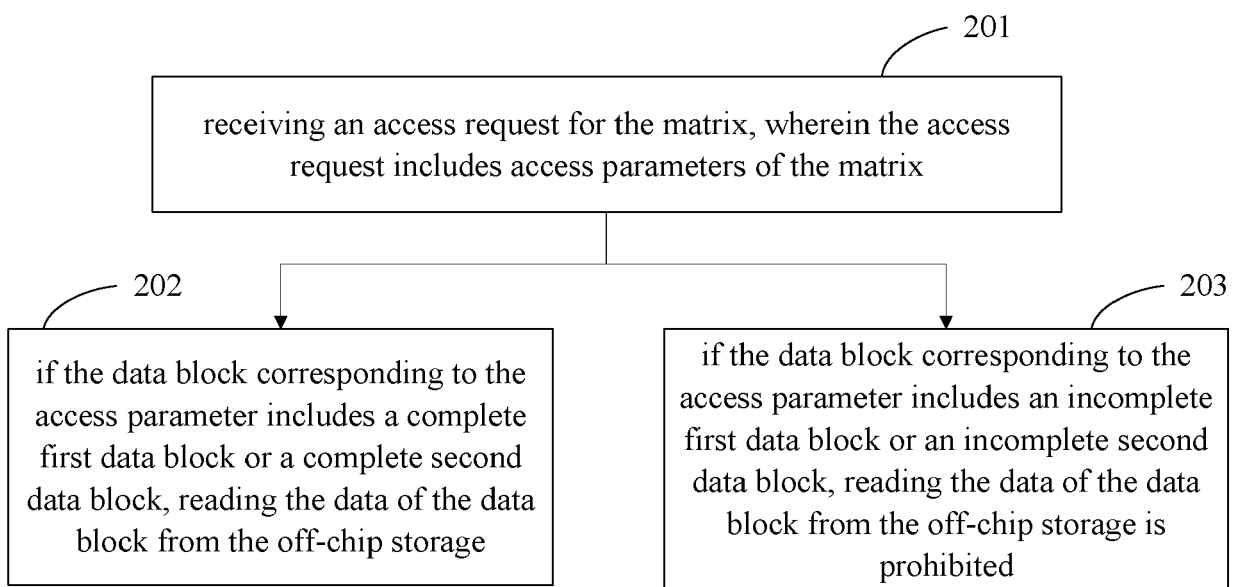 201
receiving an access request for the matrix, wherein the access
request includes access parameters of the matrix
202
if the data block corresponding to the
access parameter includes a complete
first data block or a complete second
data block, reading the data of the data
block from the off-chip storage
203
if the data block corresponding to the
access parameter includes an incomplete
first data block or an incomplete second
data block, reading the data of the data
block from the off-chip storage is
prohibited